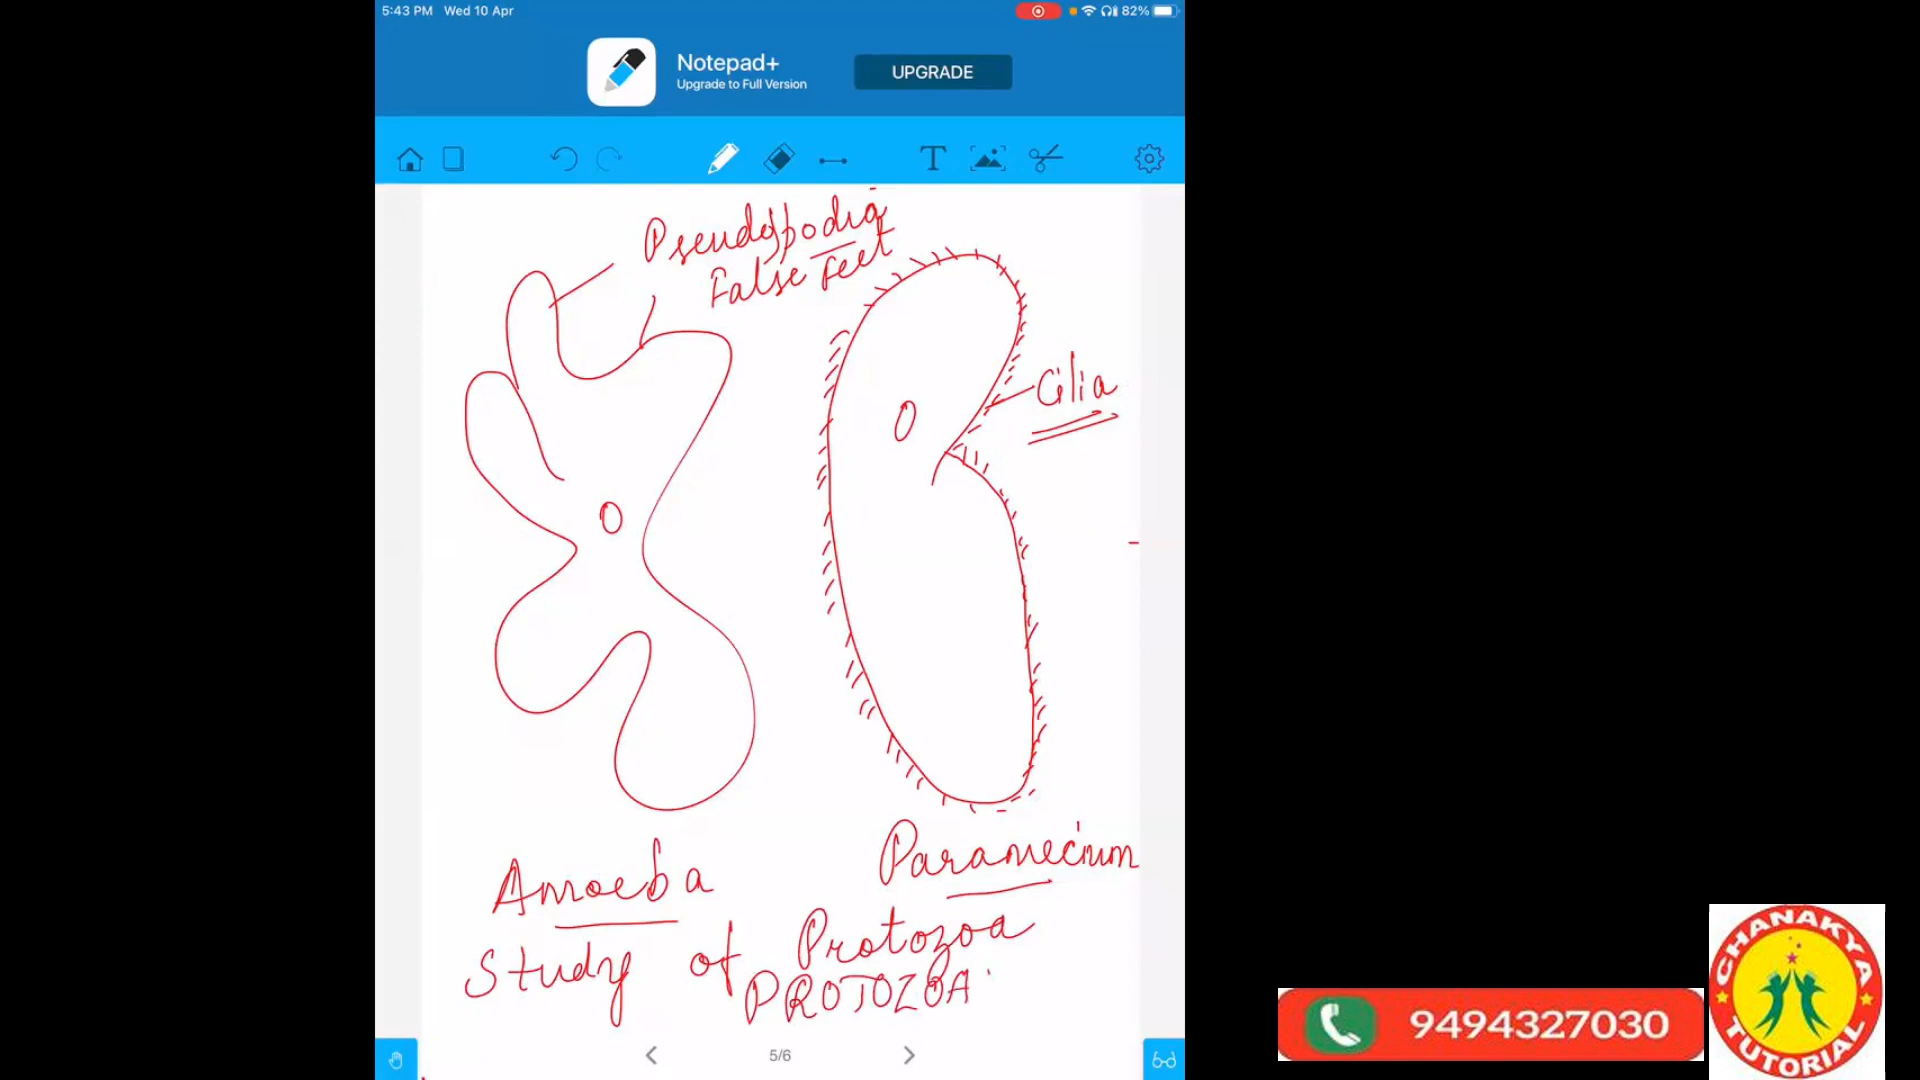 5:43 PM Wed 10 Apr
82%
Notepad+
Upgrade to Full Version
UPGRADE
T
Pseudopodia
False Feet
Cilia
Amoeba
Paramecium
Study of Protozoa
PROTOZOA
5/6
9494327030
CHANAKYA
TUTORIAL